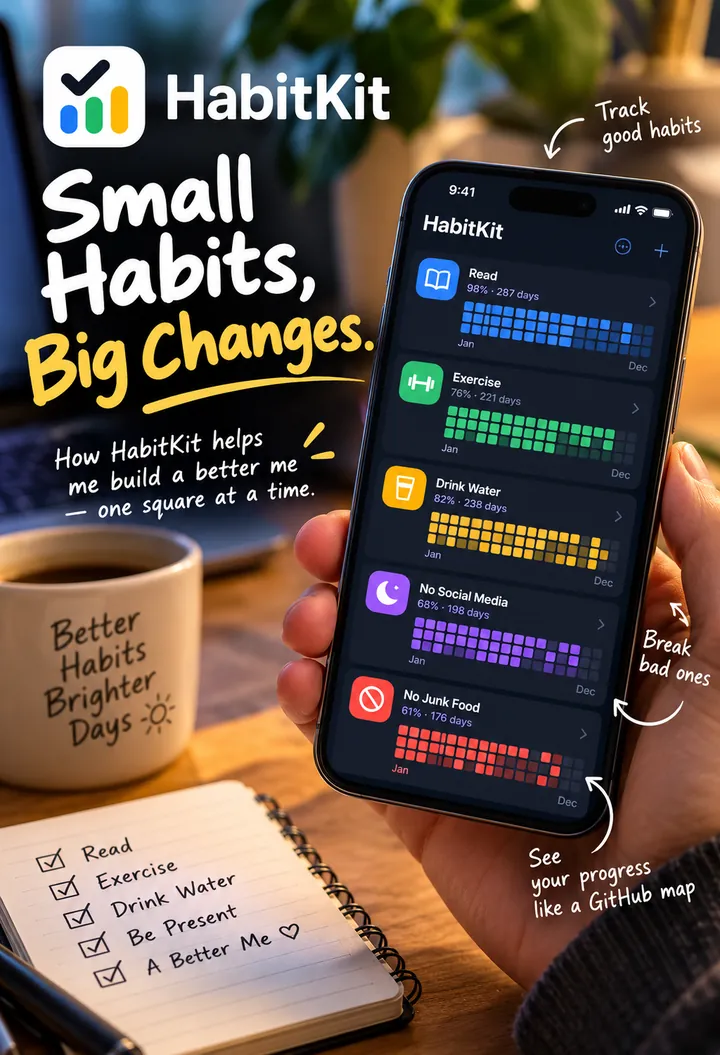 HabitKit
Small
Habits,
Big Changes.
How HabitKit helps
me build a better me
— one square at a time.
Track
good habits
9:41
HabitKit
Read
98% · 287 days
Jan
Dec
Exercise
76% · 221 days
Jan
Dec
Drink Water
82% · 238 days
Jan
Dec
No Social Media
68% · 198 days
Jan
Dec
No Junk Food
61% · 176 days
Jan
Dec
Break
bad ones
See
your progress
like a GitHub map
Better
Habits
Brighter
Days
Read
Exercise
Drink Water
Be Present
A Better Me ♡